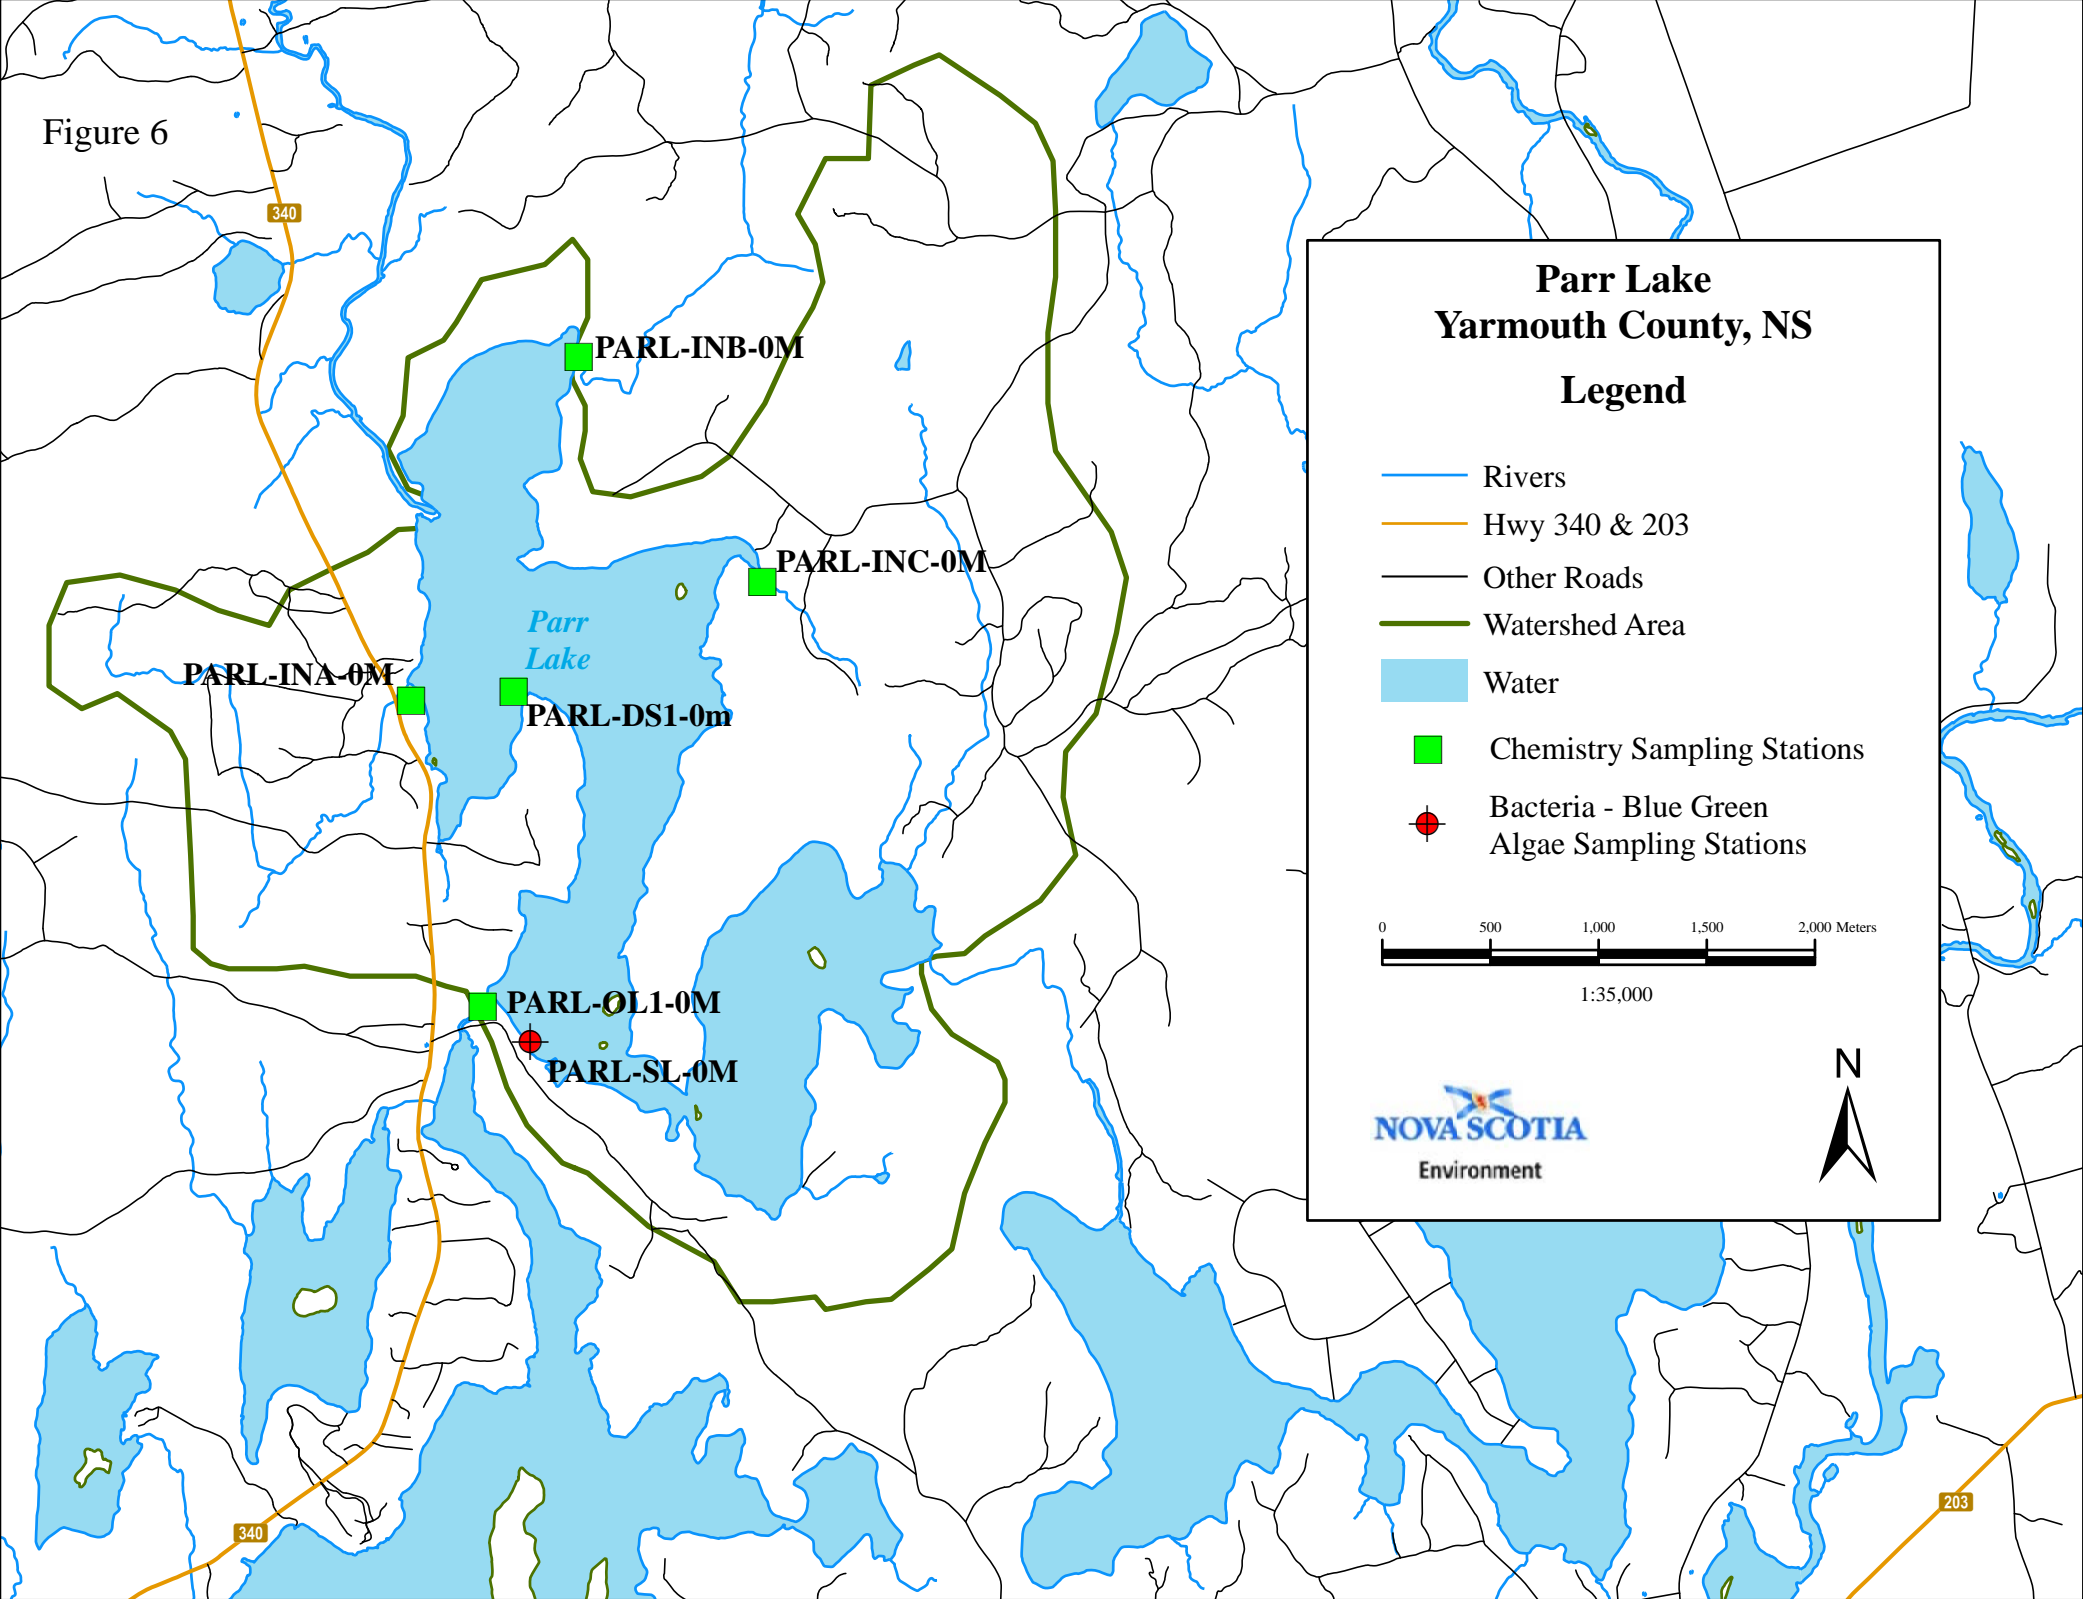 Figure 6
340
PARL-INB-0M
PARL-INC-0M
Parr
Lake
PARL-INA-0M
PARL-DS1-0m
PARL-OL1-0M
PARL-SL-0M
340
203
Parr Lake
Yarmouth County, NS
Legend
Rivers
Hwy 340 & 203
Other Roads
Watershed Area
Water
Chemistry Sampling Stations
Bacteria - Blue Green
Algae Sampling Stations
0 500 1,000 1,500 2,000 Meters
1:35,000
N
NOVA SCOTIA
Environment